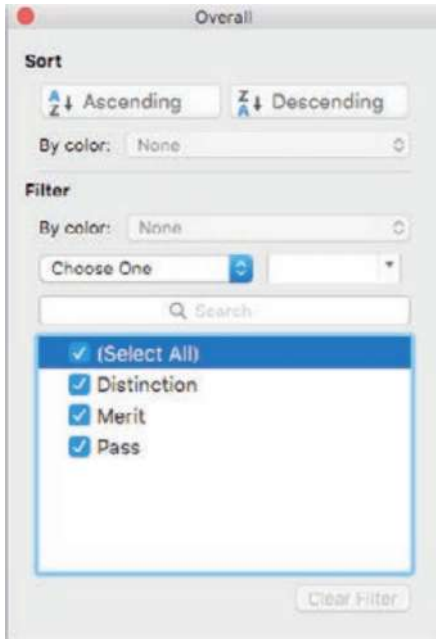 Overall
Sort
A Z ↓ Ascending Z A ↓ Descending
By color: None
Filter
By color: None
Choose One
Search
(Select All)
Distinction
Merit
Pass
Clear Filter